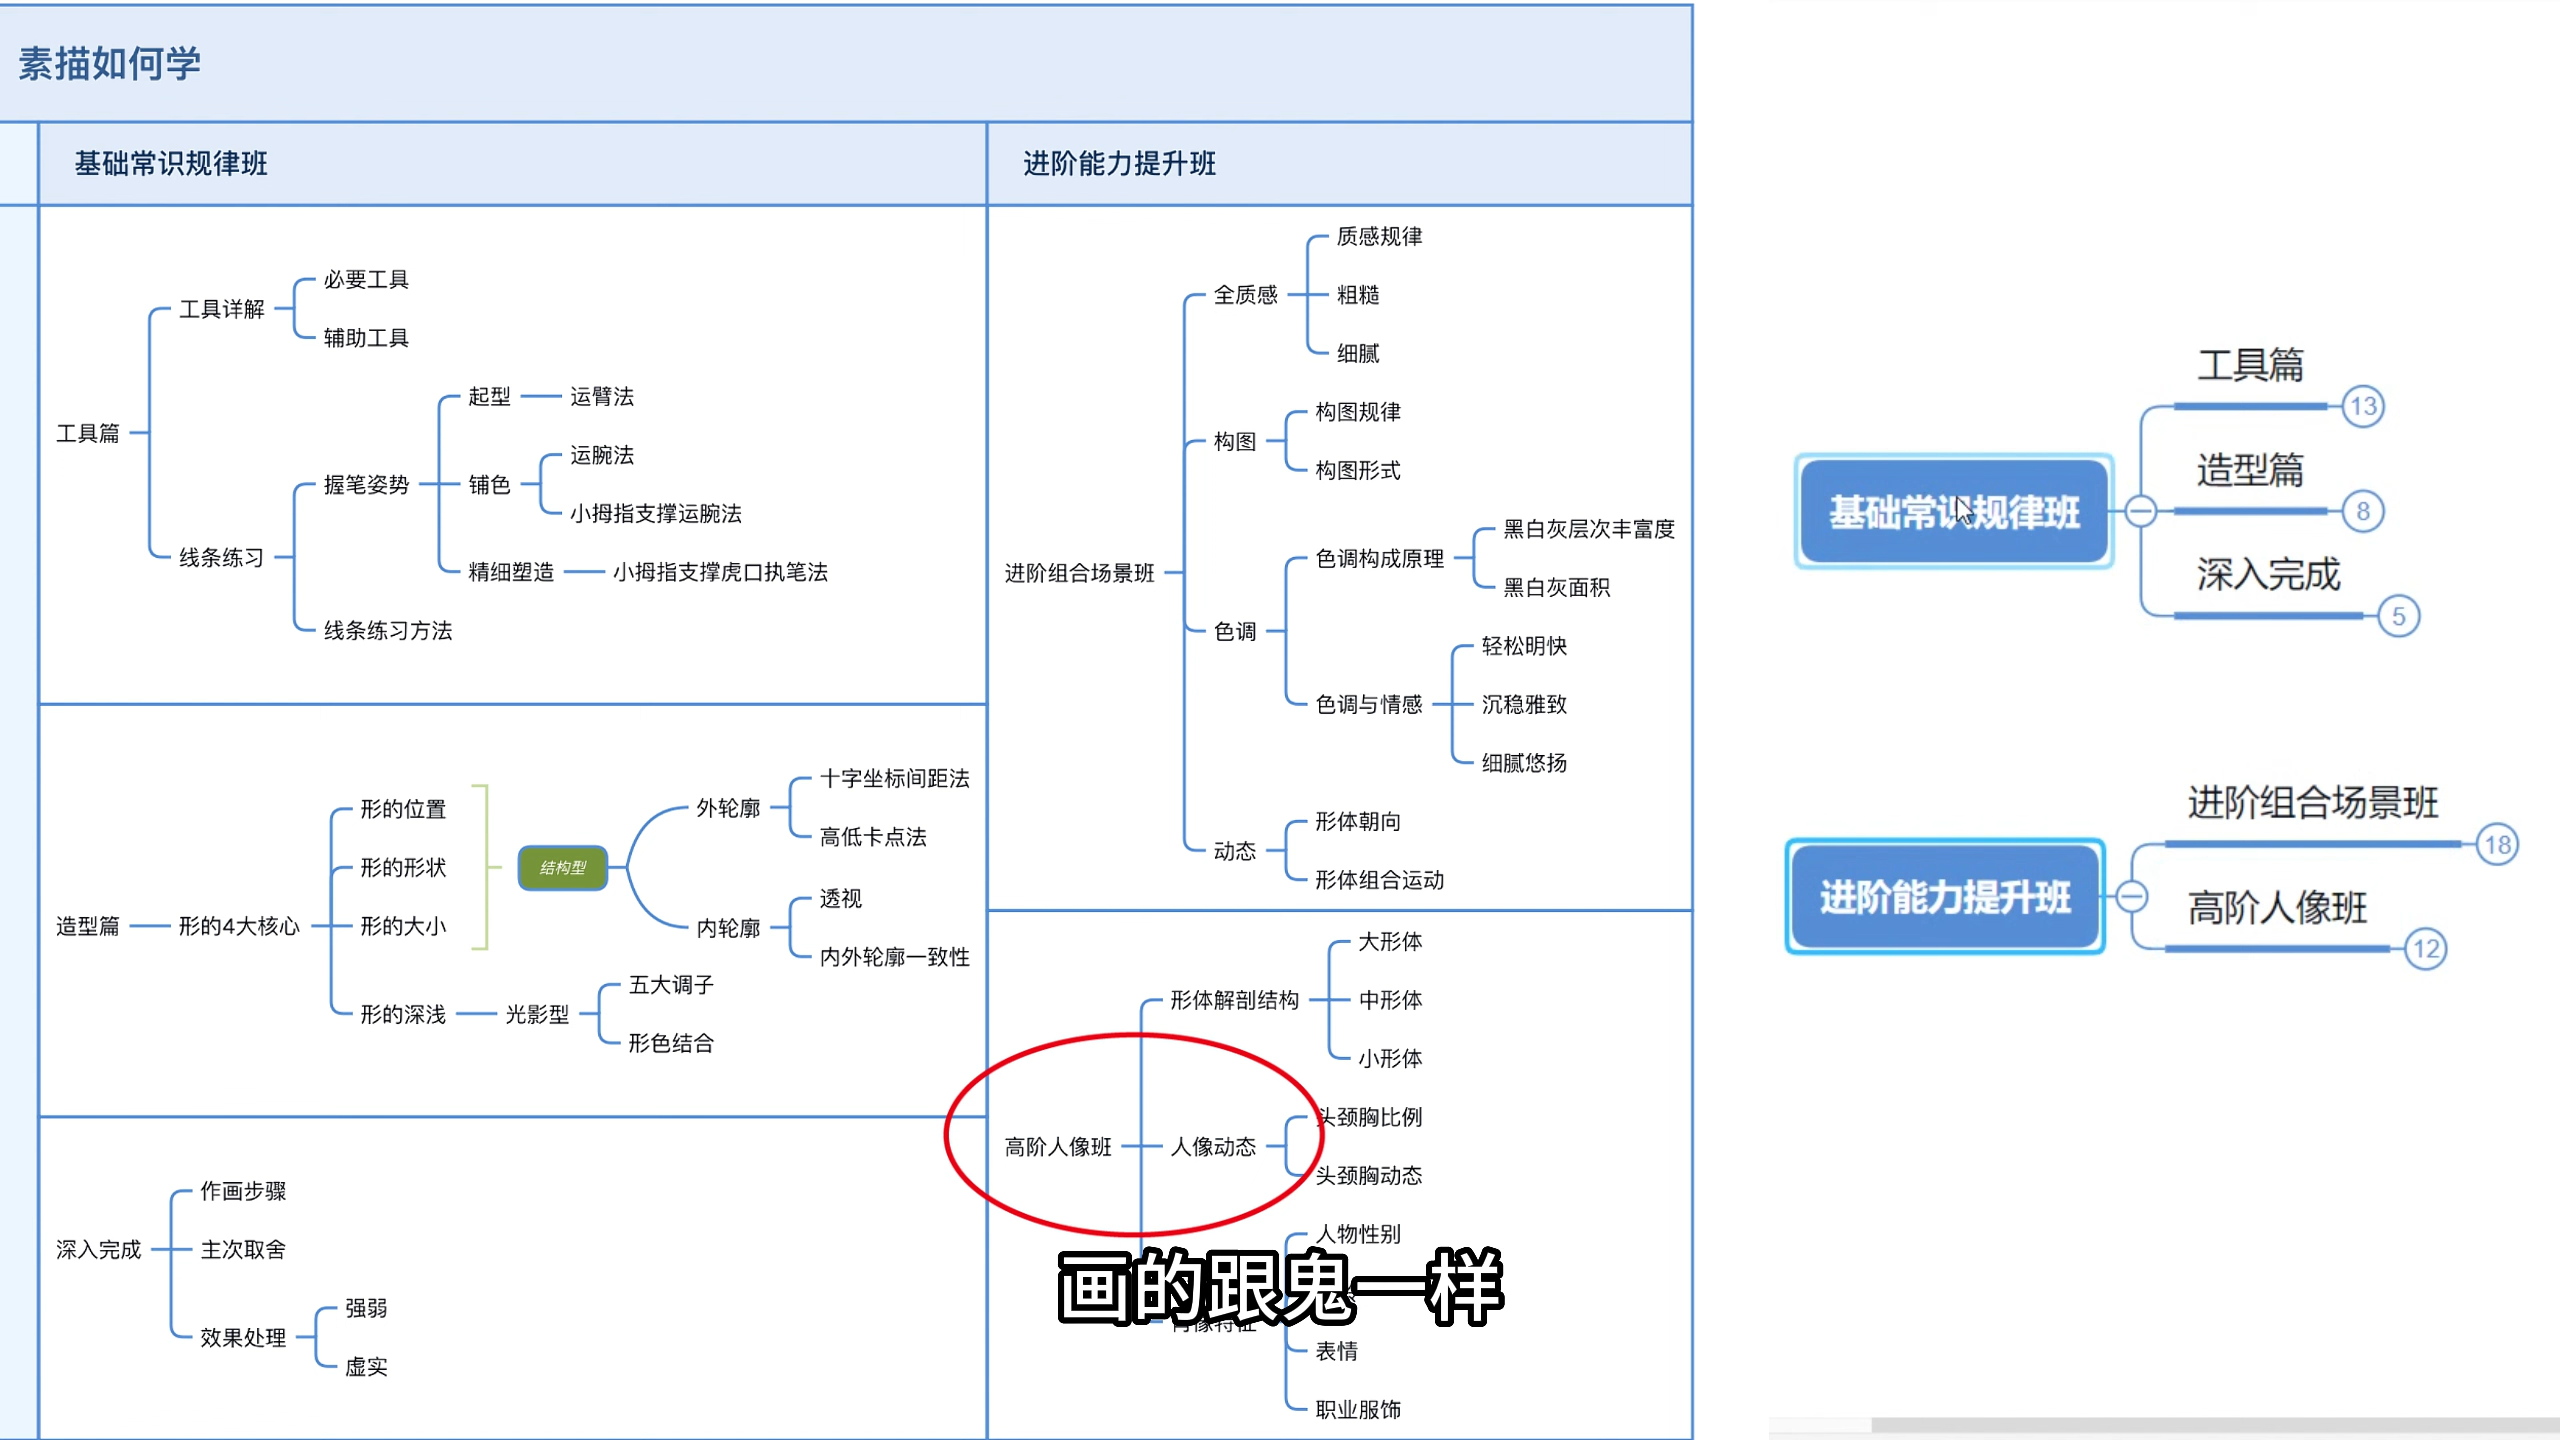 素描如何学
基础常识规律班
进阶能力提升班
工具篇
工具详解
必要工具
辅助工具
线条练习
握笔姿势
起型
运臂法
铺色
运腕法
小拇指支撑运腕法
精细塑造
小拇指支撑虎口执笔法
线条练习方法
造型篇
形的4大核心
形的位置
形的形状
形的大小
结构型
外轮廓
十字坐标间距法
高低卡点法
内轮廓
透视
内外轮廓一致性
形的深浅
光影型
五大调子
形色结合
深入完成
作画步骤
主次取舍
效果处理
强弱
虚实
进阶组合场景班
全质感
质感规律
粗糙
细腻
构图
构图规律
构图形式
色调
色调构成原理
黑白灰层次丰富度
黑白灰面积
色调与情感
轻松明快
沉稳雅致
细腻悠扬
动态
形体朝向
形体组合运动
高阶人像班
形体解剖结构
大形体
中形体
小形体
人像动态
头颈胸比例
头颈胸动态
肖像特征
人物性别
表情
职业服饰
画的跟鬼一样
基础常识规律班
工具篇
13
造型篇
8
深入完成
5
进阶能力提升班
进阶组合场景班
18
高阶人像班
12